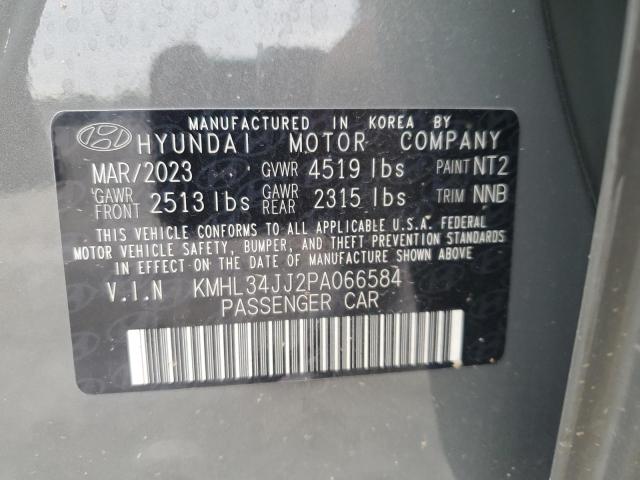 MANUFACTURED IN KOREA BY
HYUNDAI MOTOR COMPANY
MAR/2023 GVWR 4519 lbs PAINT NT2
GAWR FRONT 2513 lbs GAWR REAR 2315 lbs TRIM NNB
THIS VEHICLE CONFORMS TO ALL APPLICABLE U.S.A. FEDERAL
MOTOR VEHICLE SAFETY, BUMPER, AND THEFT PREVENTION STANDARDS
IN EFFECT ON THE DATE OF MANUFACTURE SHOWN ABOVE.
V.I.N KMHL34JJ2PA066584
PASSENGER CAR